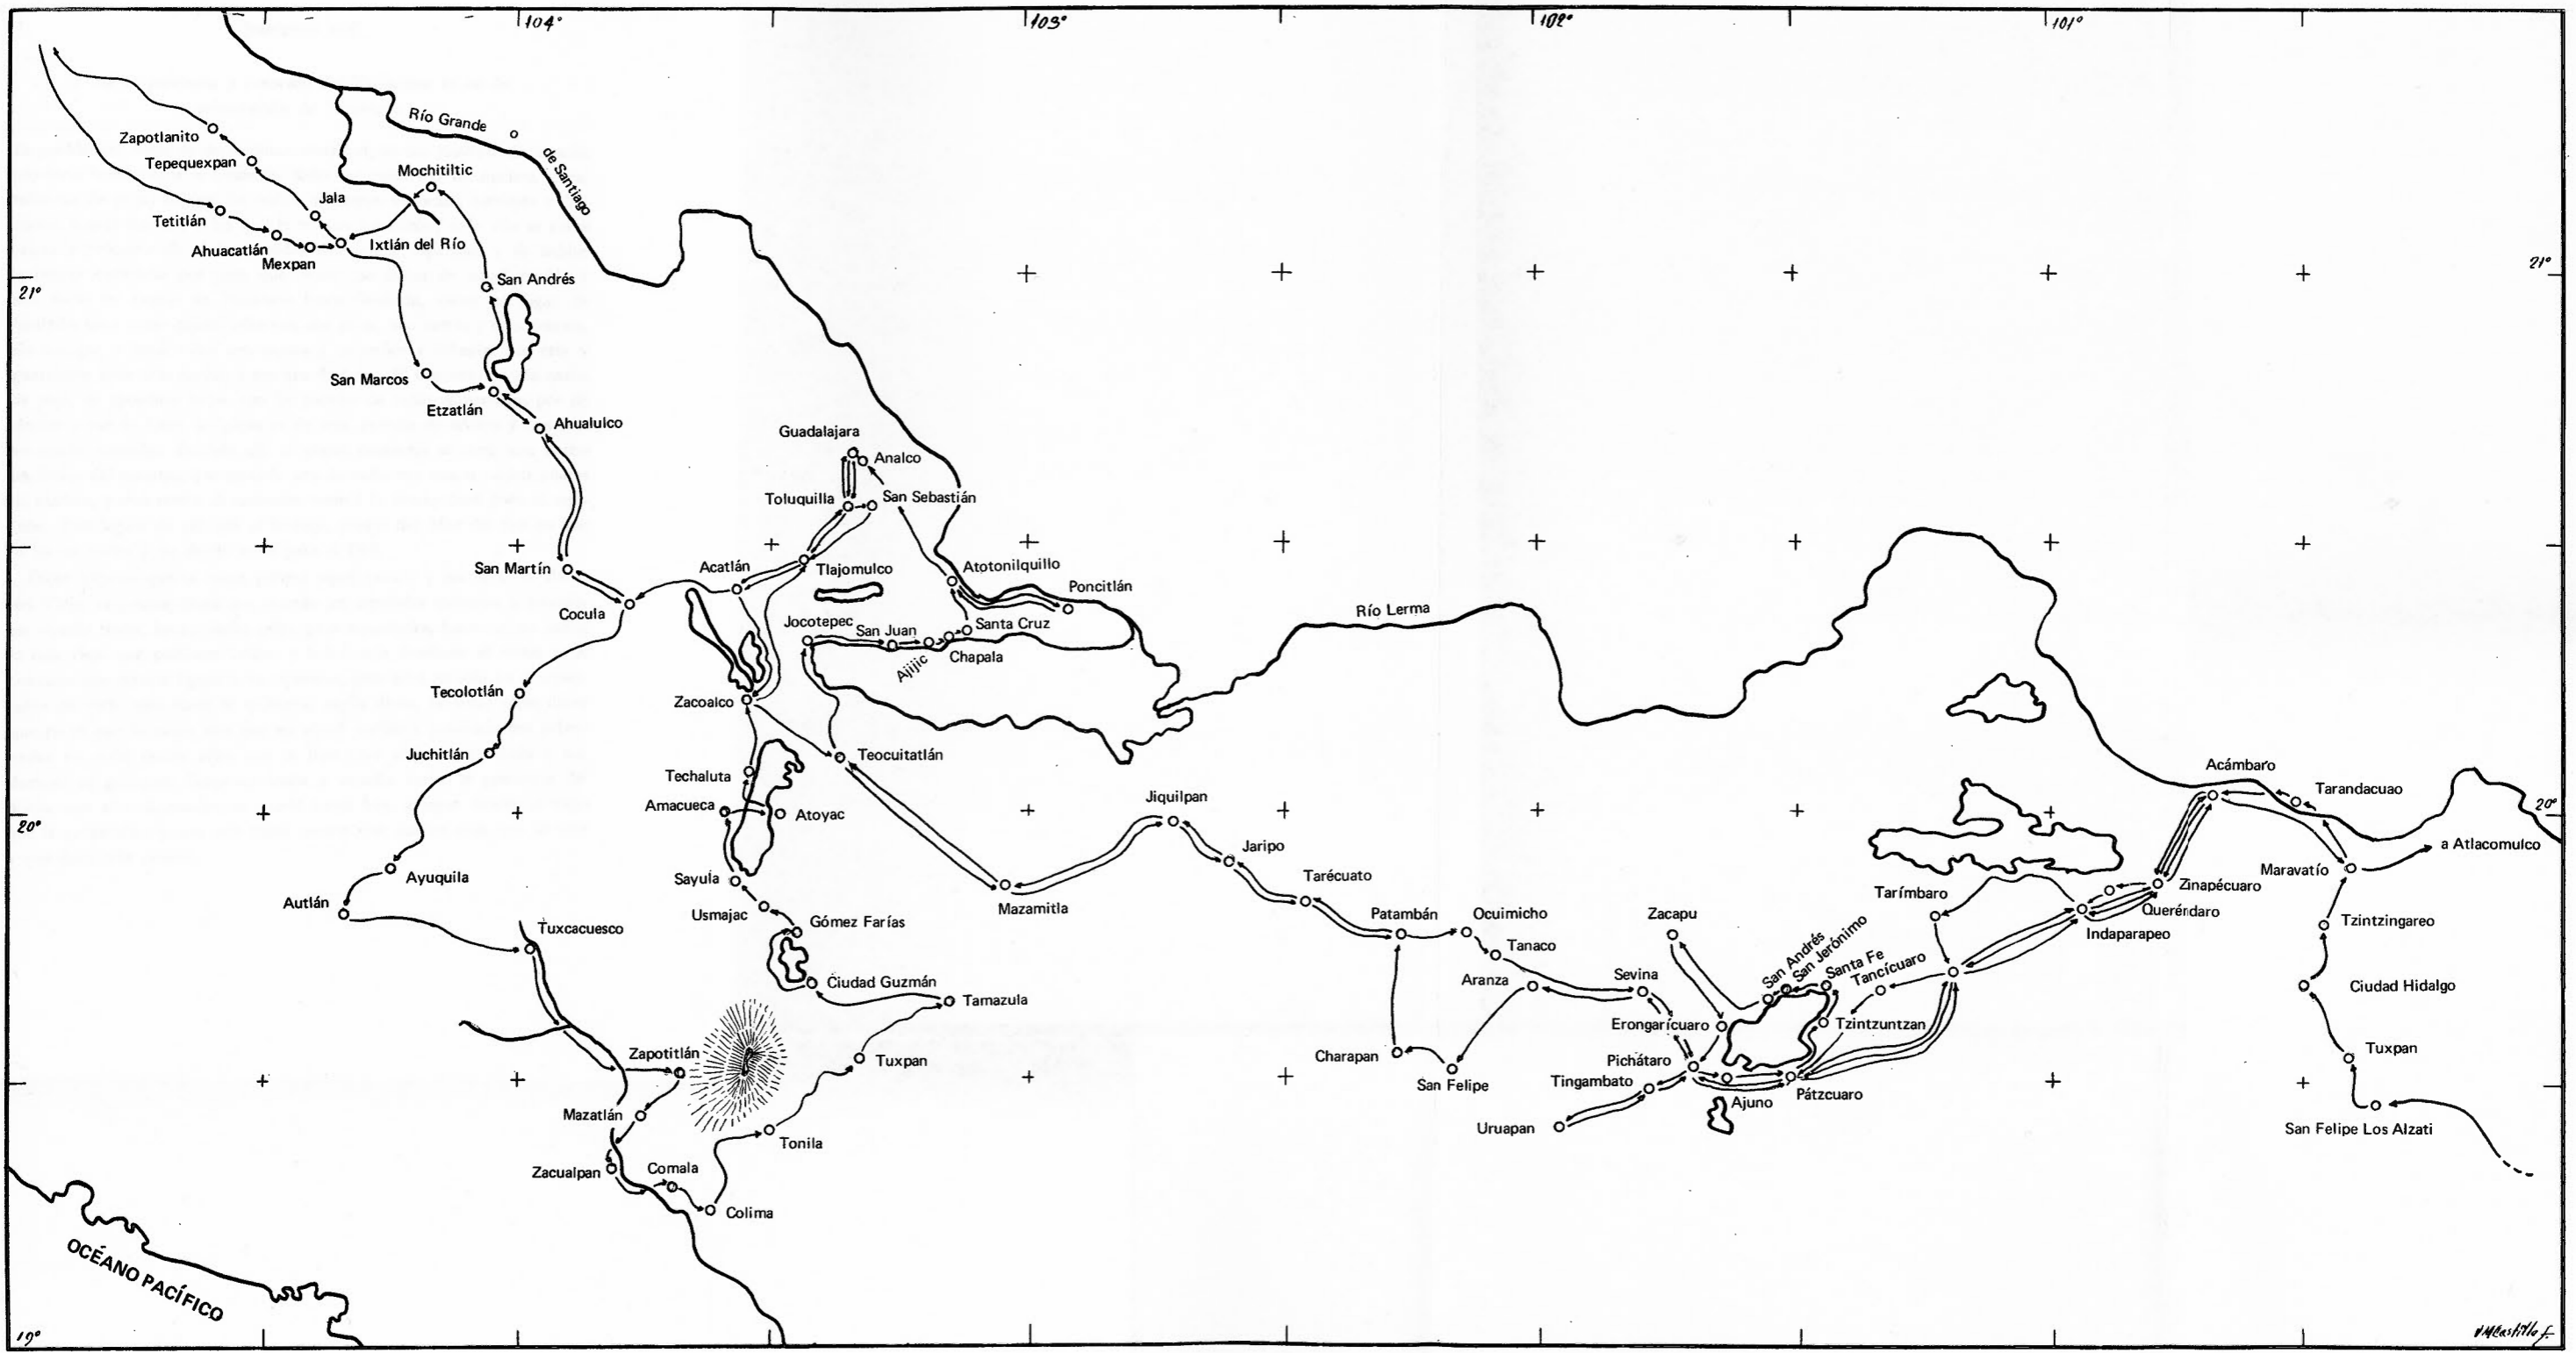 104°
103°
102°
101°
Río Grande
de Santiago
Zapotlanito
Tepequexpan
Mochitiltic
Jala
Tetitlán
Ahuacatlán
Mexpan
Ixtlán del Río
San Andrés
21°
21°
San Marcos
Etzatlán
Ahualulco
Guadalajara
Analco
Toluquilla
San Sebastián
San Martín
Acatlán
Tlajomulco
Atotonilquillo
Poncitlán
Cocula
Jocotepec
San Juan
Santa Cruz
Ajijic
Chapala
Río Lerma
Tecolotlán
Zacoalco
Juchitlán
Teocuitatlán
Techaluta
Amacueca
Atoyac
Jiquilpan
Acámbaro
Tarandacuao
20°
20°
a Atlacomulco
Jaripo
Maravatío
Ayuquila
Sayula
Tarécuato
Zinapécuaro
Tarímbaro
Autlán
Usmajac
Gómez Farías
Mazamitla
Patambán
Ocuimicho
Zacapu
Queréndaro
Indaparapeo
Tzintzingareo
Tuxcacuesco
Tanaco
San Andrés
San Jerónimo
Santa Fe
Tancícuaro
Aranza
Sevina
Ciudad Guzmán
Tamazula
Ciudad Hidalgo
Erongarícuaro
Tzintzuntzan
Zapotitlán
Tuxpan
Charapan
San Felipe
Pichátaro
Tingambato
Ajuno
Pátzcuaro
Tuxpan
Mazatlán
Tonila
Uruapan
San Felipe Los Alzati
Zacualpan
Comala
Colima
OCÉANO PACÍFICO
19°
VMCastillo f.